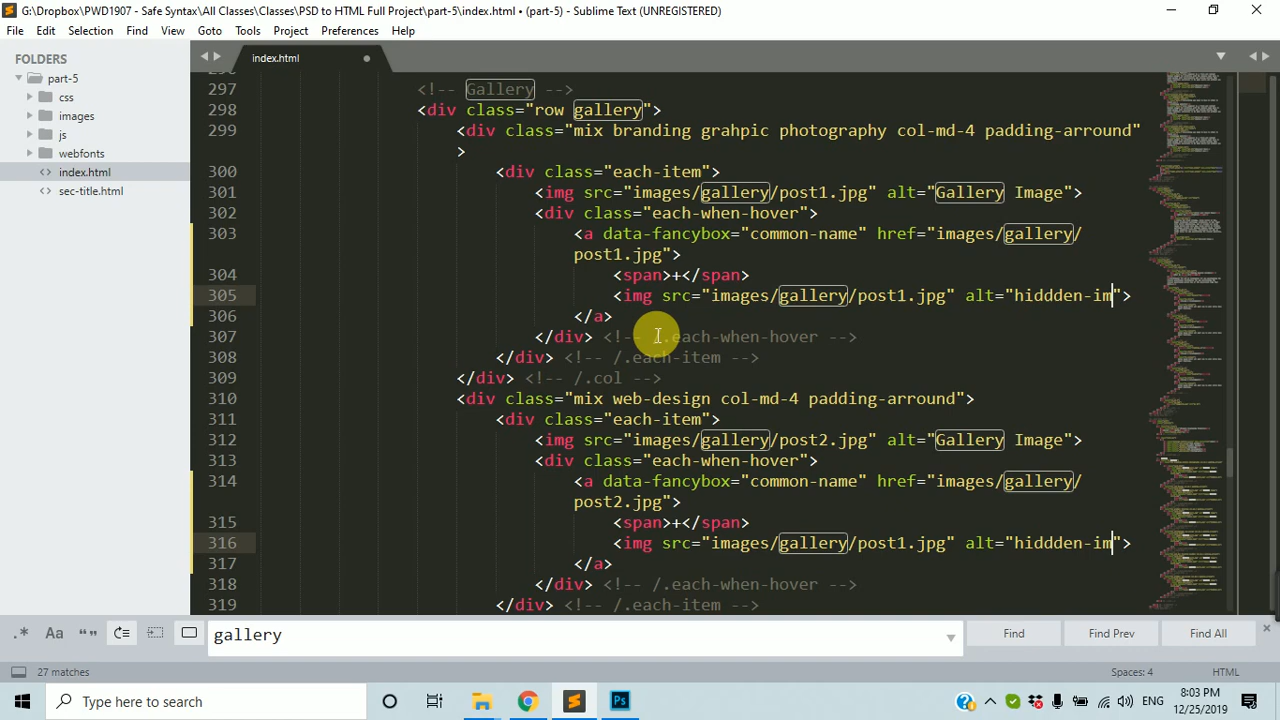 G:\Dropbox\PWD1907 - Safe Syntax\All Classes\Classes\PSD to HTML Full Project\part-5\index.html • (part-5) - Sublime Text (UNREGISTERED)
File Edit Selection Find View Goto Tools Project Preferences Help
FOLDERS
part-5
css
images
js
webfonts
index.html
sec-title.html
index.html
297 <!-- Gallery -->
298 <div class="row gallery">
299 <div class="mix branding grahpic photography col-md-4 padding-arround"
>
300 <div class="each-item">
301 <img src="images/gallery/post1.jpg" alt="Gallery Image">
302 <div class="each-when-hover">
303 <a data-fancybox="common-name" href="images/gallery/
post1.jpg">
304 <span>+</span>
305 <img src="images/gallery/post1.jpg" alt="hiddden-im">
306 </a>
307 </div> <!-- /.each-when-hover -->
308 </div> <!-- /.each-item -->
309 </div> <!-- /.col -->
310 <div class="mix web-design col-md-4 padding-arround">
311 <div class="each-item">
312 <img src="images/gallery/post2.jpg" alt="Gallery Image">
313 <div class="each-when-hover">
314 <a data-fancybox="common-name" href="images/gallery/
post2.jpg">
315 <span>+</span>
316 <img src="images/gallery/post1.jpg" alt="hiddden-im">
317 </a>
318 </div> <!-- /.each-when-hover -->
319 </div> <!-- /.each-item -->
.* Aa “” gallery Find Find Prev Find All
27 matches Spaces: 4 HTML
Type here to search
ENG 8:03 PM
12/25/2019